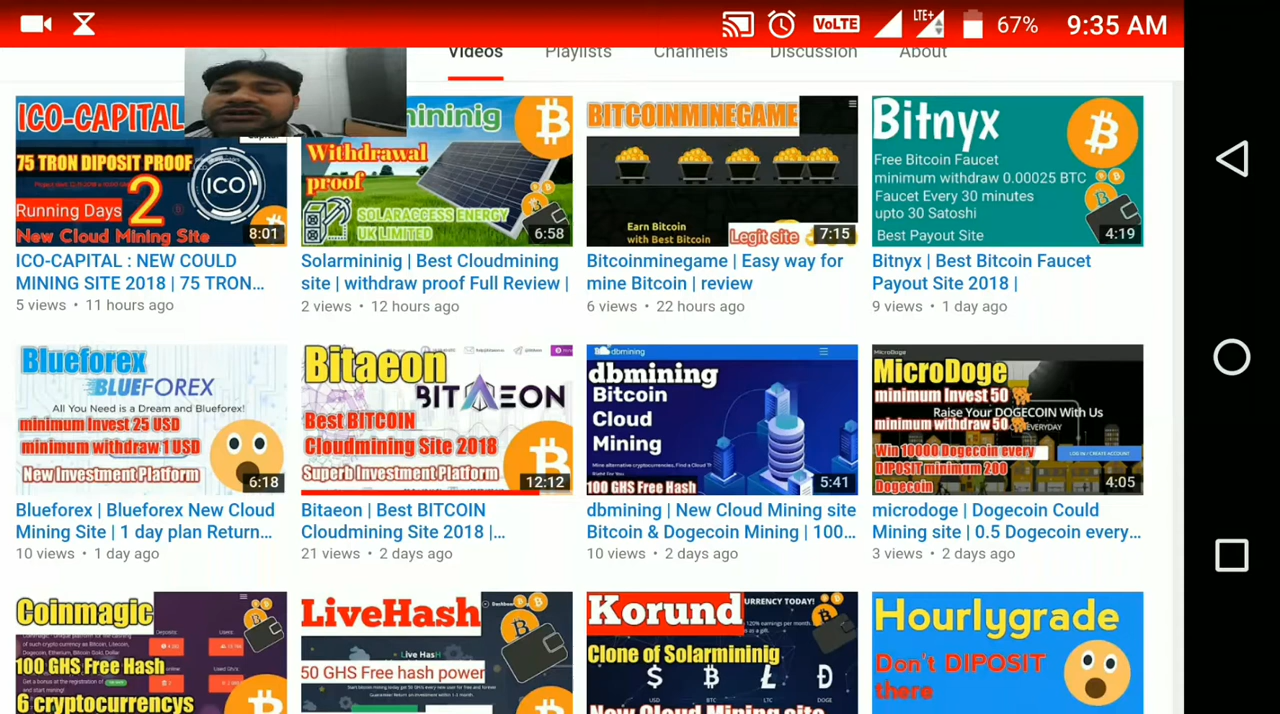 LTE+
VoLTE
67%
9:35 AM
Videos
Playlists
Channels
Discussion
About
ICO-CAPITAL
75 TRON DIPOSIT PROOF
ICO
Running Days 2
New Cloud Mining Site
8:01
ICO-CAPITAL : NEW COULD
MINING SITE 2018 | 75 TRON…
5 views • 11 hours ago
Withdrawal
proof
SOLARACCESS ENERGY
UK LIMITED
6:58
Solarmininig | Best Cloudmining
site | withdraw proof Full Review |
2 views • 12 hours ago
BITCOINMINEGAME
Earn Bitcoin
with Best Bitcoin
Legit site
7:15
Bitcoinminegame | Easy way for
mine Bitcoin | review
6 views • 22 hours ago
Bitnyx
Free Bitcoin Faucet
minimum withdraw 0.00025 BTC
Faucet Every 30 minutes
upto 30 Satoshi
Best Payout Site
4:19
Bitnyx | Best Bitcoin Faucet
Payout Site 2018 |
9 views • 1 day ago
Blueforex
BLUEFOREX
All You Need is a Dream and Blueforex!
minimum Invest 25 USD
minimum withdraw 1 USD
New Investment Platform
6:18
Blueforex | Blueforex New Cloud
Mining Site | 1 day plan Return…
10 views • 1 day ago
Bitaeon
BITAEON
Best BITCOIN
Cloudmining Site 2018
Superb Investment Platform
12:12
Bitaeon | Best BITCOIN
Cloudmining Site 2018 |…
21 views • 2 days ago
dbmining
dbmining
Bitcoin
Cloud
Mining
100 GHS Free Hash
5:41
dbmining | New Cloud Mining site
Bitcoin & Dogecoin Mining | 100…
10 views • 2 days ago
MicroDoge
MicroDoge
minimum Invest 50
Raise Your DOGECOIN With Us
minimum withdraw 50
EVERYDAY
Win 10000 Dogecoin every
DIPOSIT minimum 200
Dogecoin
LOG IN / CREATE ACCOUNT
4:05
microdoge | Dogecoin Could
Mining site | 0.5 Dogecoin every…
3 views • 2 days ago
Coinmagic
100 GHS Free Hash
6 cryptocurrencys
LiveHash
Live HasH
50 GHS Free hash power
Korund
URRENCY TODAY!
Clone of Solarmininig
USD
BTC
LTC
DOGE
New Cloud Mining site
Hourlygrade
Don't DIPOSIT
there